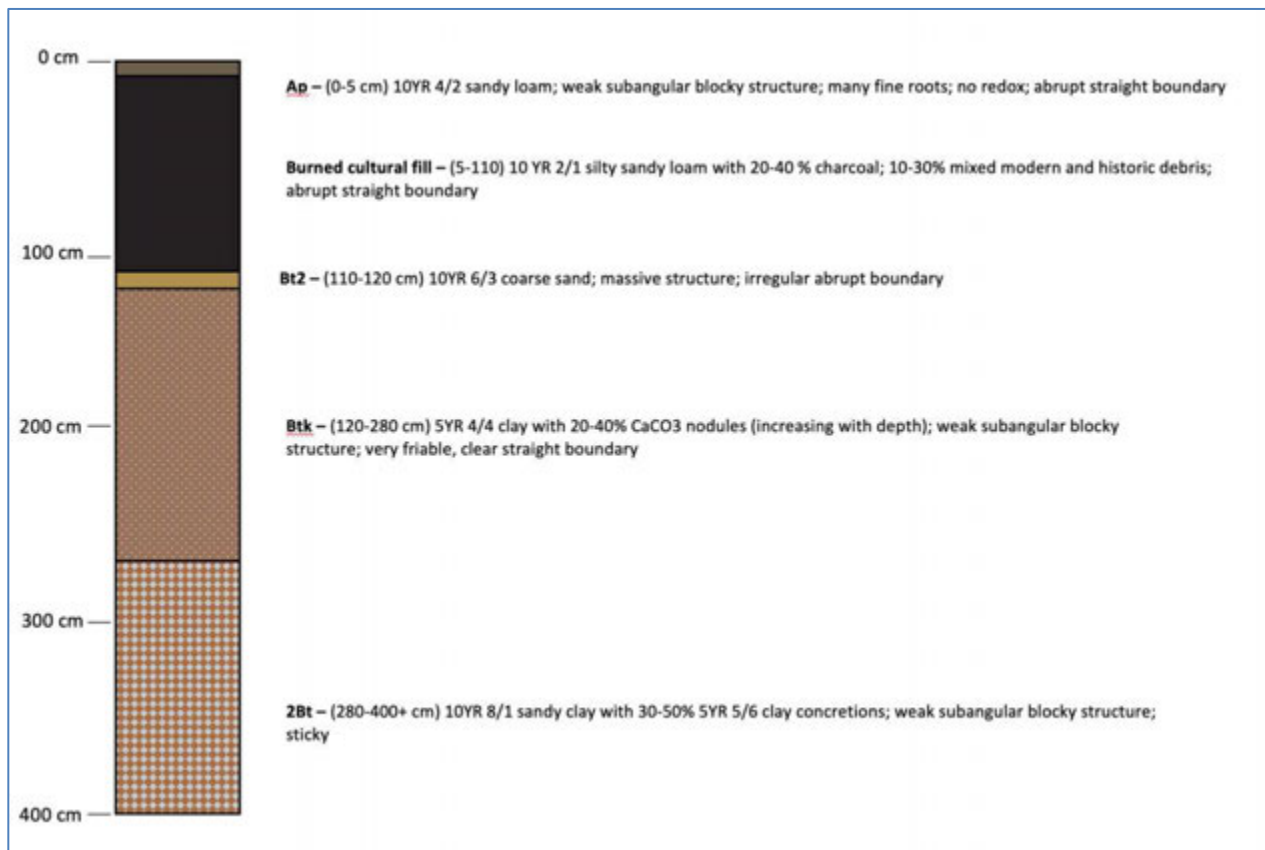 0 cm
Ap – (0-5 cm) 10YR 4/2 sandy loam; weak subangular blocky structure; many fine roots; no redox; abrupt straight boundary
Burned cultural fill – (5-110) 10 YR 2/1 silty sandy loam with 20-40 % charcoal; 10-30% mixed modern and historic debris;
abrupt straight boundary
100 cm
Bt2 – (110-120 cm) 10YR 6/3 coarse sand; massive structure; irregular abrupt boundary
200 cm
Btk – (120-280 cm) 5YR 4/4 clay with 20-40% CaCO3 nodules (increasing with depth); weak subangular blocky
structure; very friable, clear straight boundary
300 cm
2Bt – (280-400+ cm) 10YR 8/1 sandy clay with 30-50% 5YR 5/6 clay concretions; weak subangular blocky structure;
sticky
400 cm